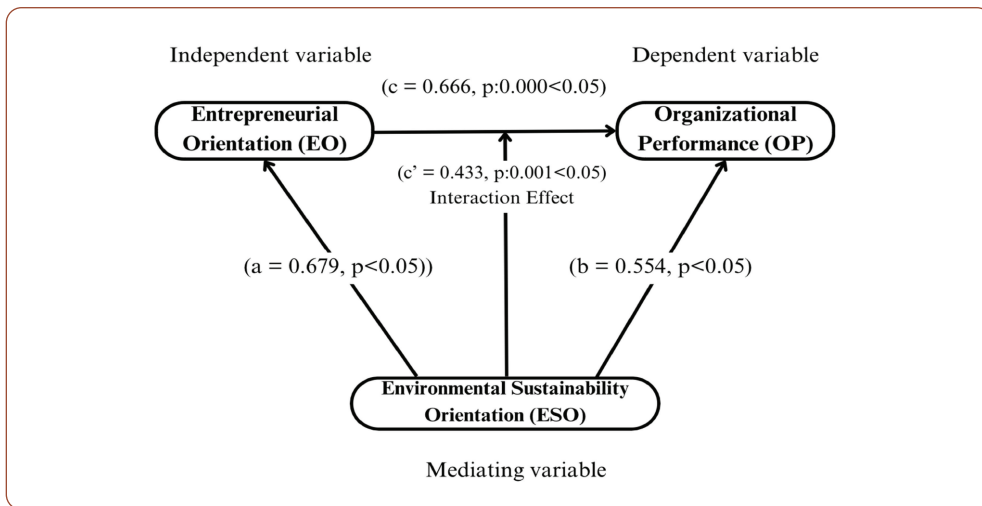 Independent variable
Dependent variable
(c = 0.666, p:0.000<0.05)
Entrepreneurial
Orientation (EO)
Organizational
Performance (OP)
(c’ = 0.433, p:0.001<0.05)
Interaction Effect
(a = 0.679, p<0.05))
(b = 0.554, p<0.05)
Environmental Sustainability
Orientation (ESO)
Mediating variable